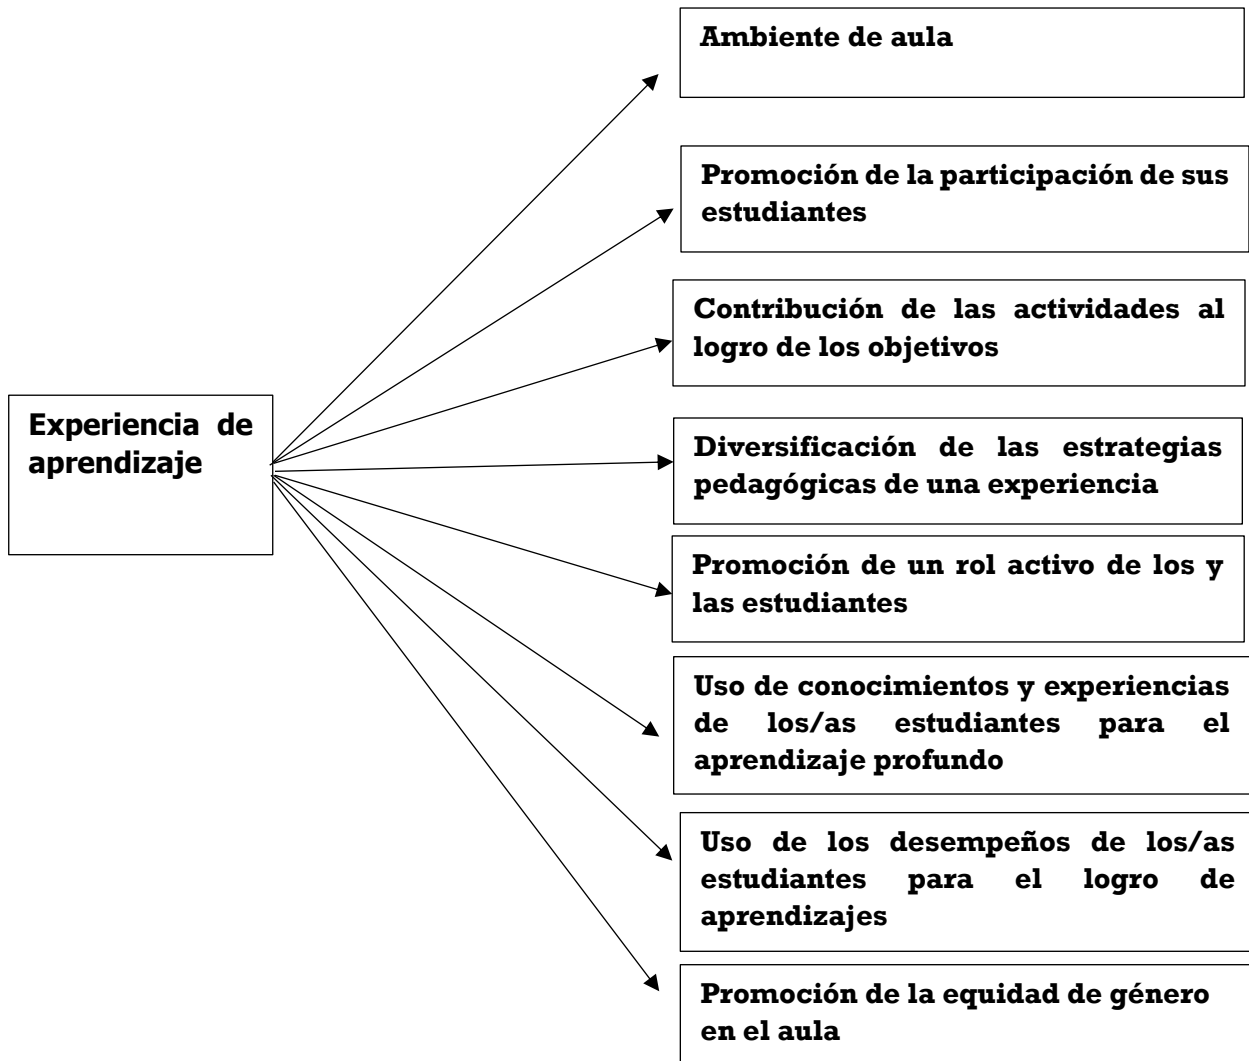 Ambiente de aula
Promoción de la participación de sus
estudiantes
Contribución de las actividades al
logro de los objetivos
Experiencia de
aprendizaje
Diversificación de las estrategias
pedagógicas de una experiencia
Promoción de un rol activo de los y
las estudiantes
Uso de conocimientos y experiencias
de los/as estudiantes para el
aprendizaje profundo
Uso de los desempeños de los/as
estudiantes para el logro de
aprendizajes
Promoción de la equidad de género
en el aula